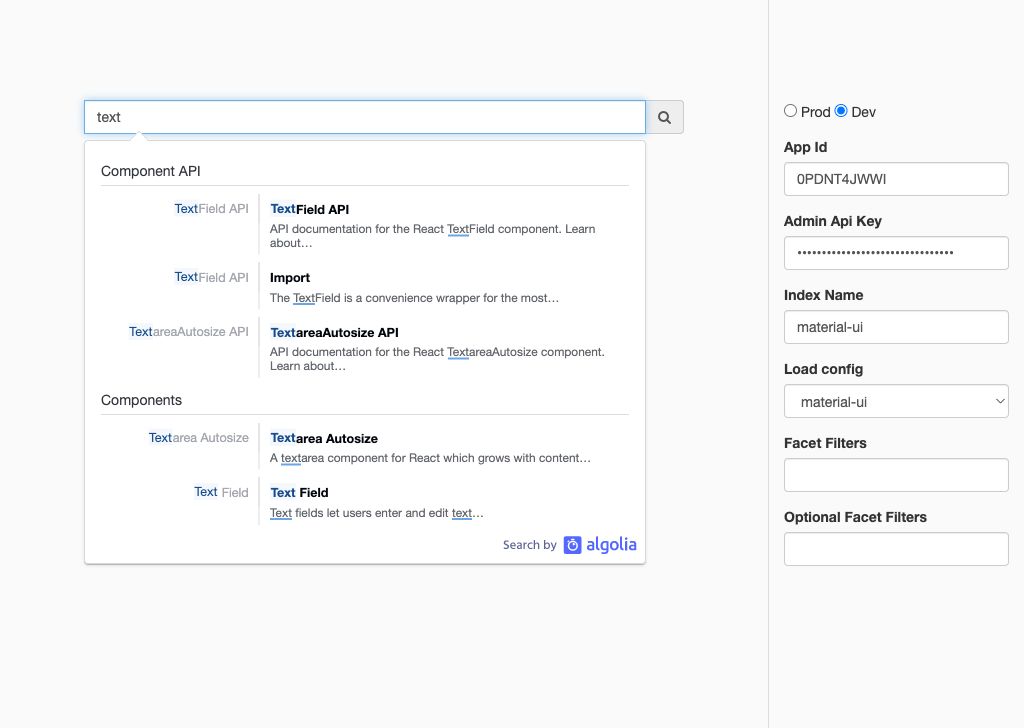 text
Component API
TextField API
TextField API
API documentation for the React TextField component. Learn
about…
TextField API
Import
The TextField is a convenience wrapper for the most…
TextareaAutosize API
TextareaAutosize API
API documentation for the React TextareaAutosize component.
Learn about…
Components
Textarea Autosize
Textarea Autosize
A textarea component for React which grows with content…
Text Field
Text Field
Text fields let users enter and edit text…
Search by algolia
Prod Dev
App Id
0PDNT4JWWI
Admin Api Key
••••••••••••••••••••••••••••••••
Index Name
material-ui
Load config
material-ui
Facet Filters
Optional Facet Filters